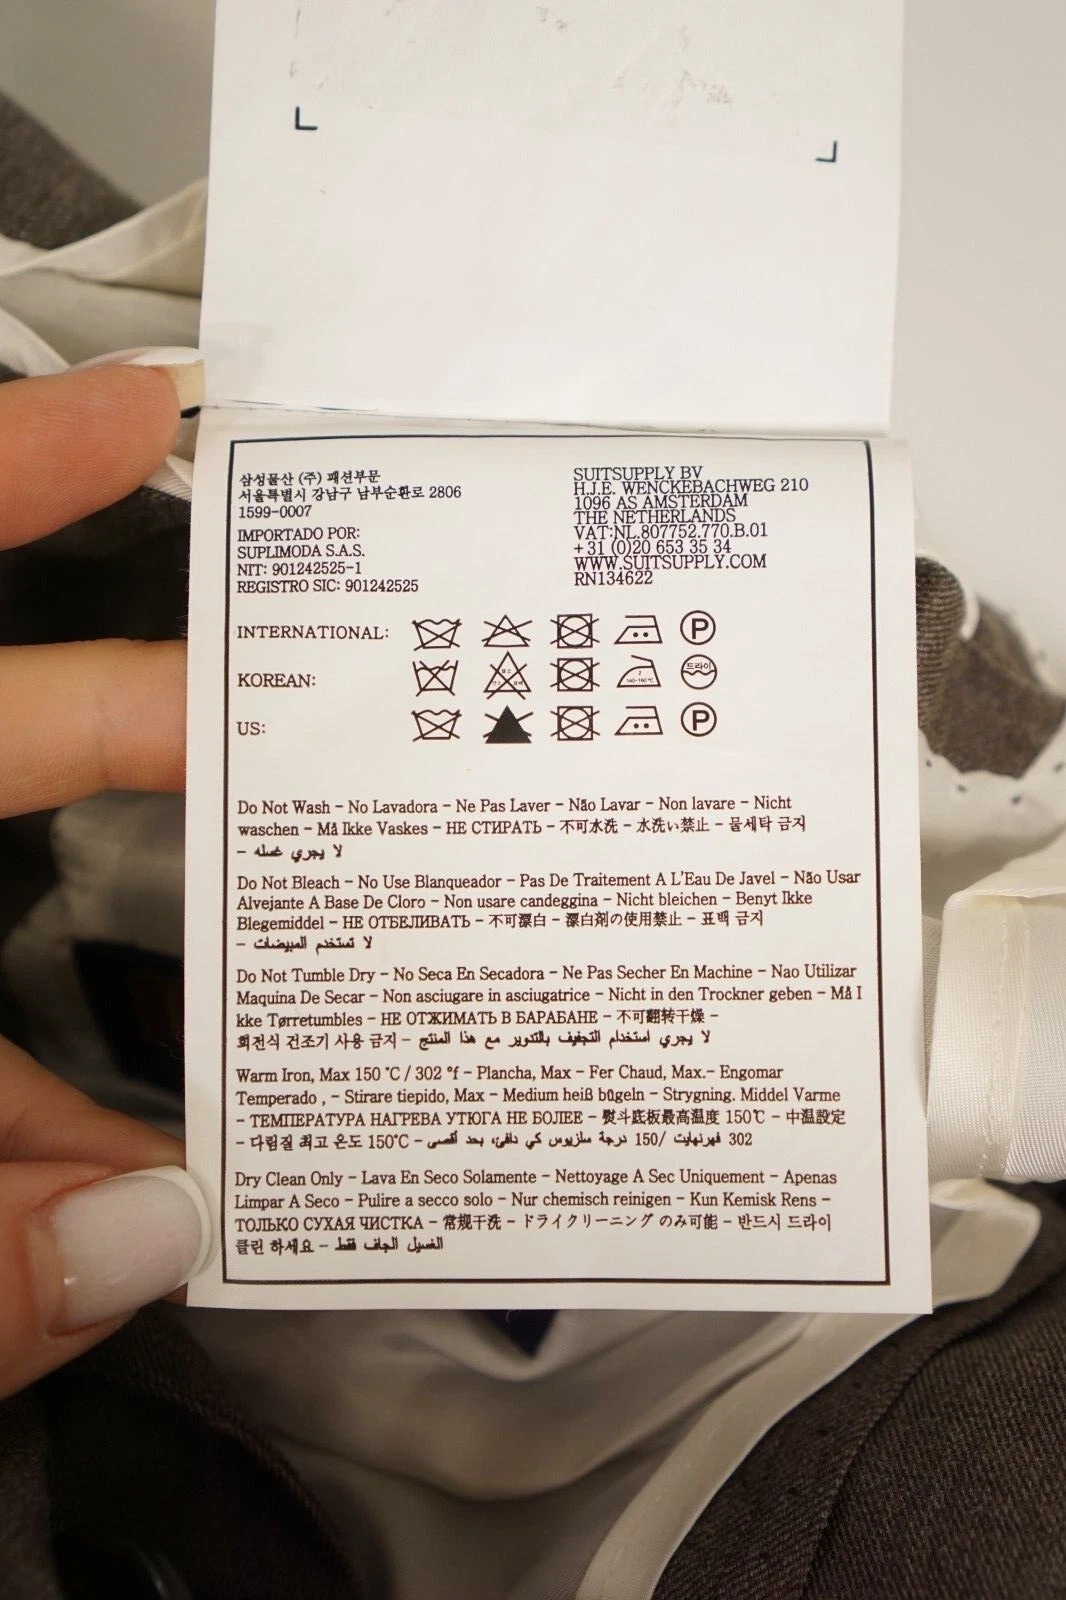 삼성물산 (주) 패션부문
서울특별시 강남구 남부순환로 2806
1599-0007
IMPORTADO POR:
SUPLIMODA S.A.S.
NIT: 901242525-1
REGISTRO SIC: 901242525
SUITSUPPLY BV
H.J.E. WENCKEBACHWEG 210
1096 AS AMSTERDAM
THE NETHERLANDS
VAT:NL.807752.770.B.01
+31 (0)20 653 35 34
WWW.SUITSUPPLY.COM
RN134622
INTERNATIONAL: P
KOREAN: 드라이
US: P
Do Not Wash - No Lavadora - Ne Pas Laver - Não Lavar - Non lavare - Nicht
waschen - Må Ikke Vaskes - НЕ СТИРАТЬ - 不可水洗 - 水洗い禁止 - 물세탁 금지
- لا يجري غسله
Do Not Bleach - No Use Blanqueador - Pas De Traitement A L'Eau De Javel - Não Usar
Alvejante A Base De Cloro - Non usare candeggina - Nicht bleichen - Benyt Ikke
Blegemiddel - НЕ ОТБЕЛИВАТЬ - 不可漂白 - 漂白剤の使用禁止 - 표백 금지
- لا تستخدم المبيضات
Do Not Tumble Dry - No Seca En Secadora - Ne Pas Secher En Machine - Nao Utilizar
Maquina De Secar - Non asciugare in asciugatrice - Nicht in den Trockner geben - Må I
kke Tørretumbles - НЕ ОТЖИМАТЬ В БАРАБАНЕ - 不可翻转干燥 -
회전식 건조기 사용 금지 - لا يجري استخدام التجفيف بالتدوير مع هذا المنتج
Warm Iron, Max 150 °C / 302 °f - Plancha, Max - Fer Chaud, Max.- Engomar
Temperado , - Stirare tiepido, Max - Medium heiß bügeln - Strygning. Middel Varme
- ТЕМПЕРАТУРА НАГРЕВА УТЮГА НЕ БОЛЕЕ - 熨斗底板最高温度 150℃ - 中温設定
- 다림질 최고 온도 150℃ - 302 فهرنهايت /150 درجة سلزيوس كي دافئ، بحد أقصى
Dry Clean Only - Lava En Seco Solamente - Nettoyage A Sec Uniquement - Apenas
Limpar A Seco - Pulire a secco solo - Nur chemisch reinigen - Kun Kemisk Rens -
ТОЛЬКО СУХАЯ ЧИСТКА - 常规干洗 - ドライクリーニング のみ可能 - 반드시 드라이
클린 하세요 - الغسيل الجاف فقط